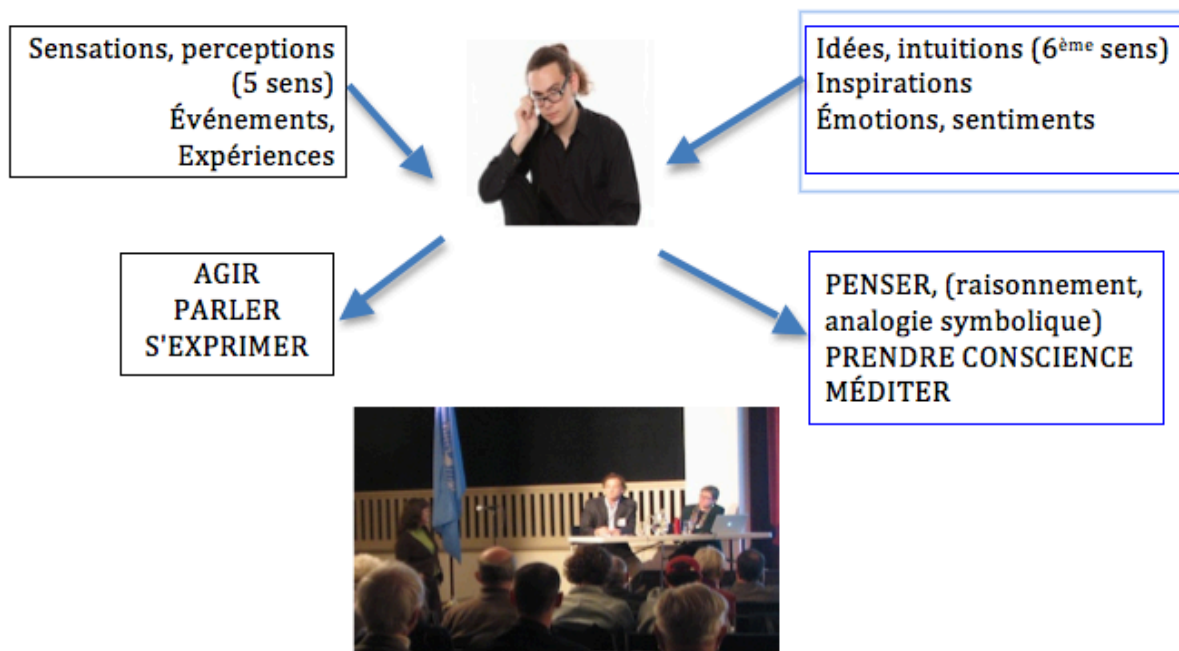 Sensations, perceptions
(5 sens)
Événements,
Expériences
Idées, intuitions (6ème sens)
Inspirations
Émotions, sentiments
AGIR
PARLER
S'EXPRIMER
PENSER, (raisonnement,
analogie symbolique)
PRENDRE CONSCIENCE
MÉDITER